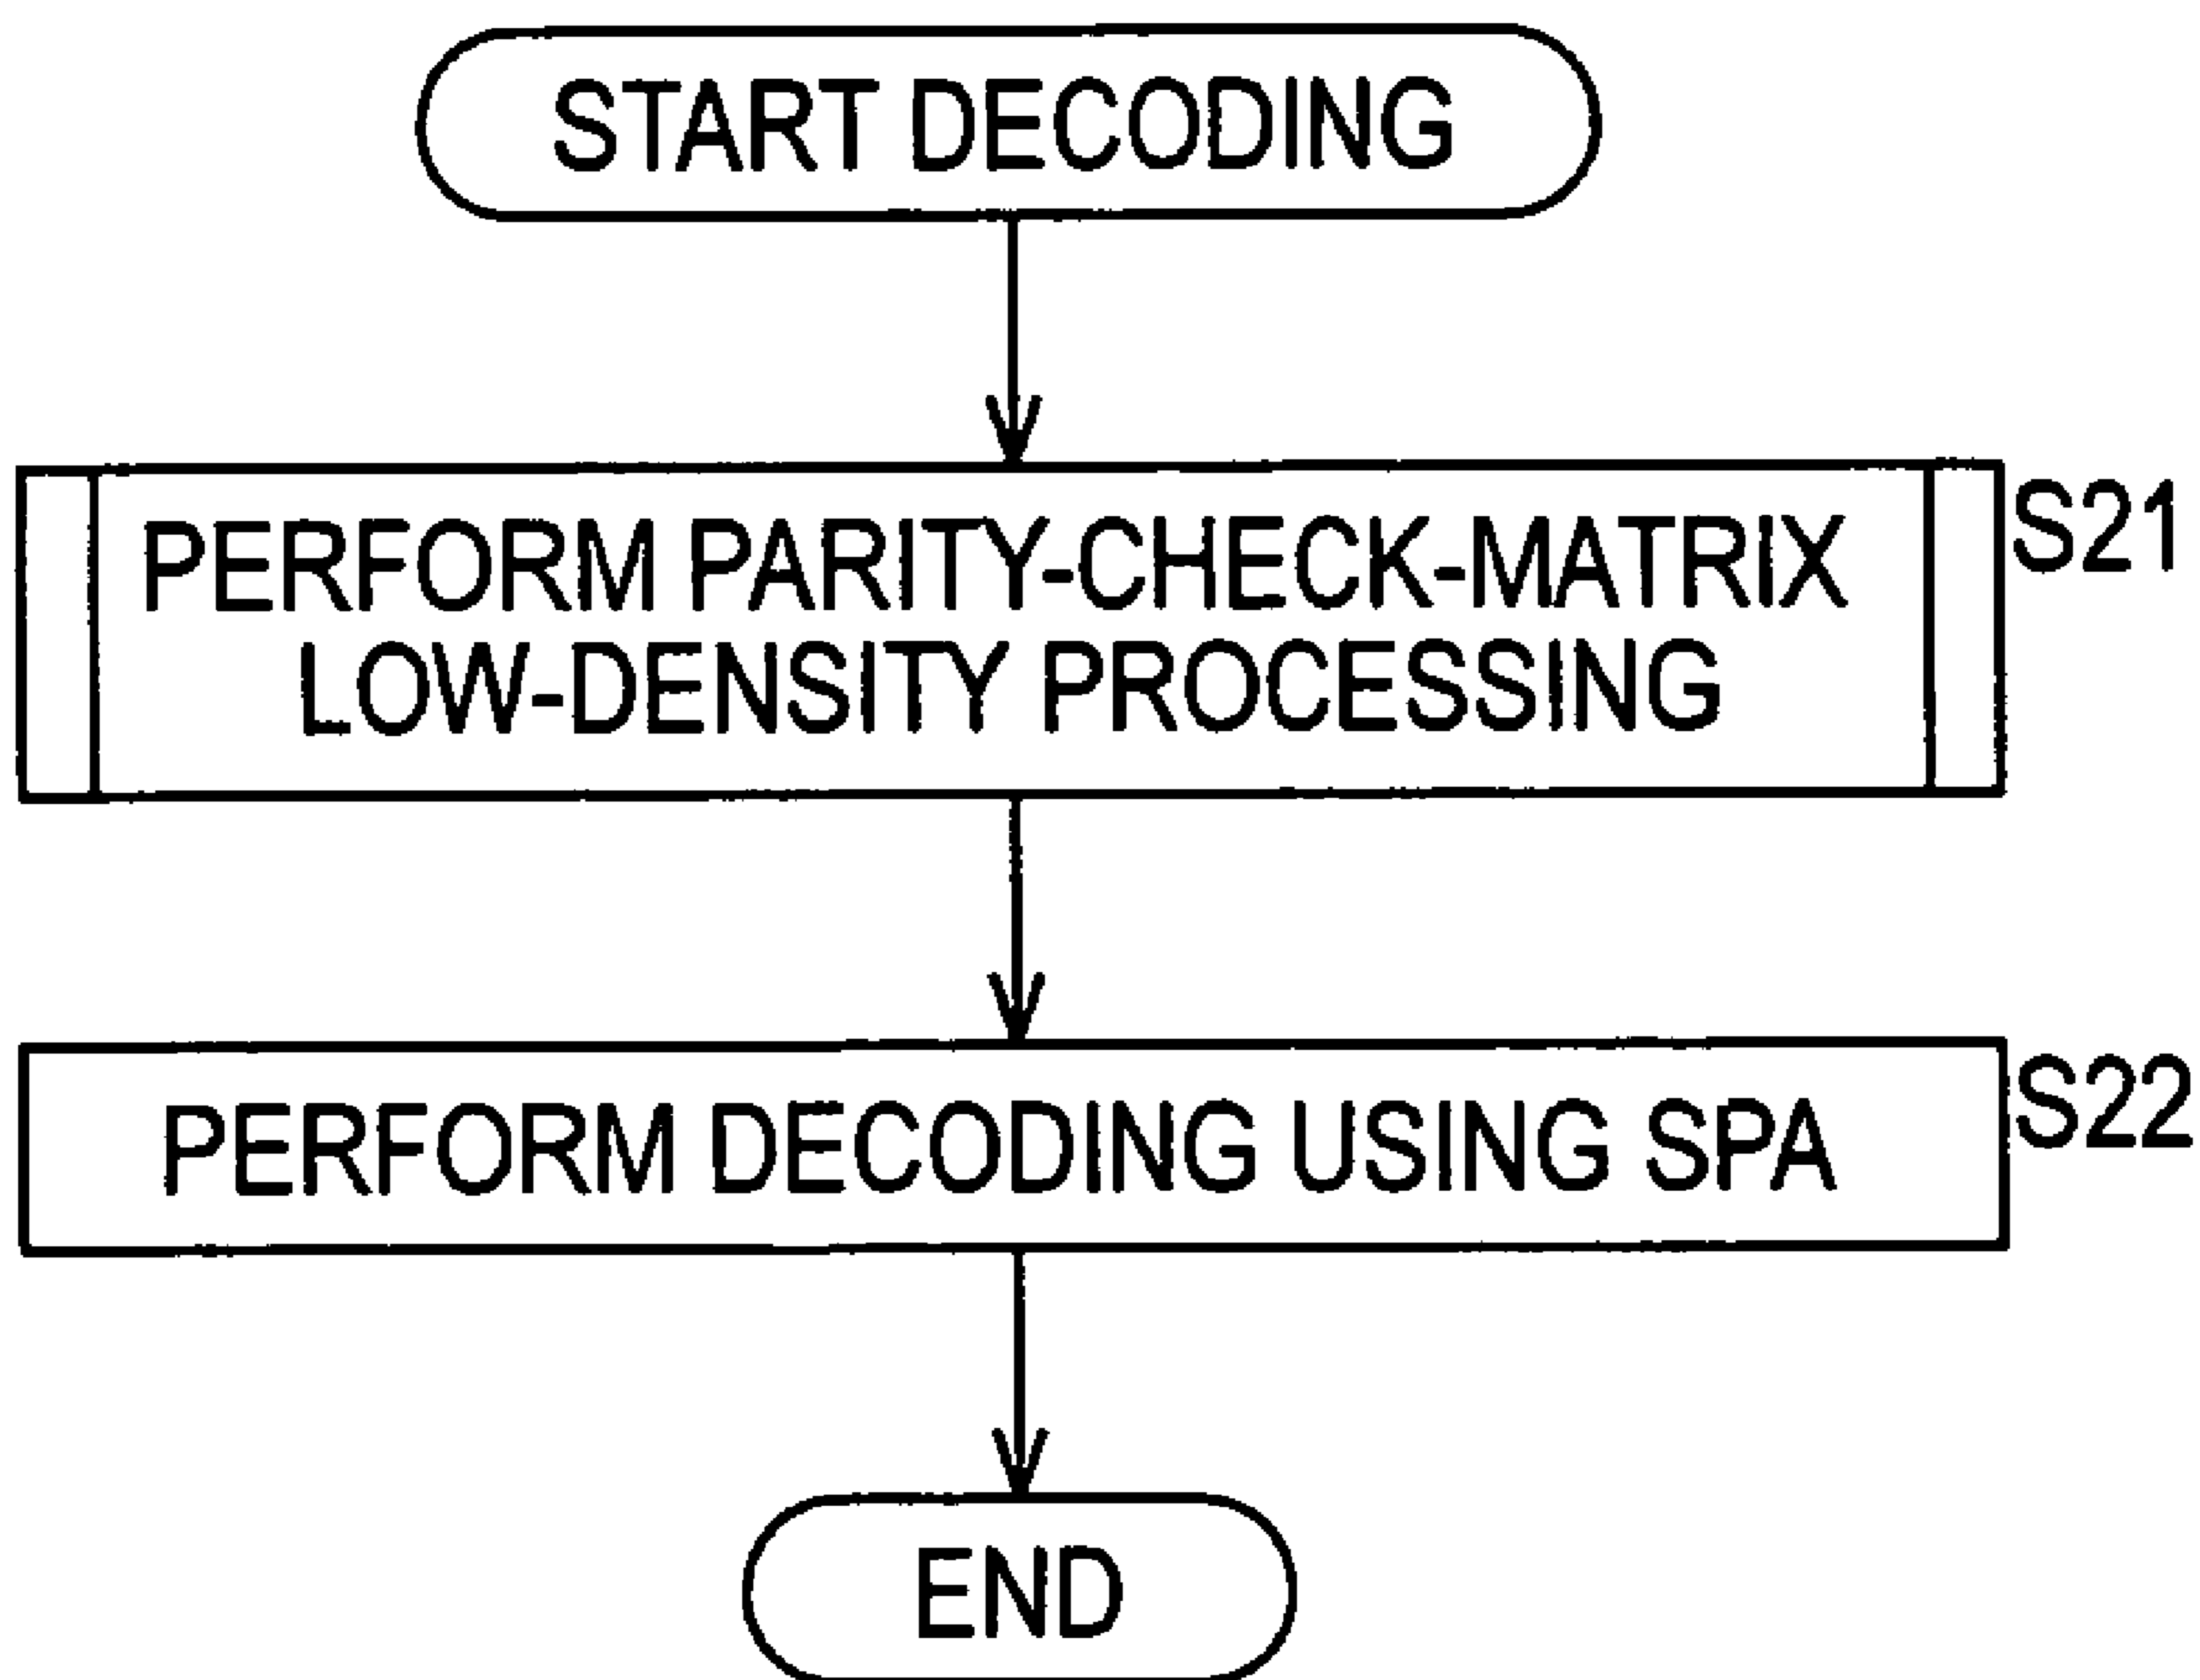 START DECODING
PERFORM PARITY-CHECK-MATRIX
LOW-DENSITY PROCESSING
S21
PERFORM DECODING USING SPA
S22
END